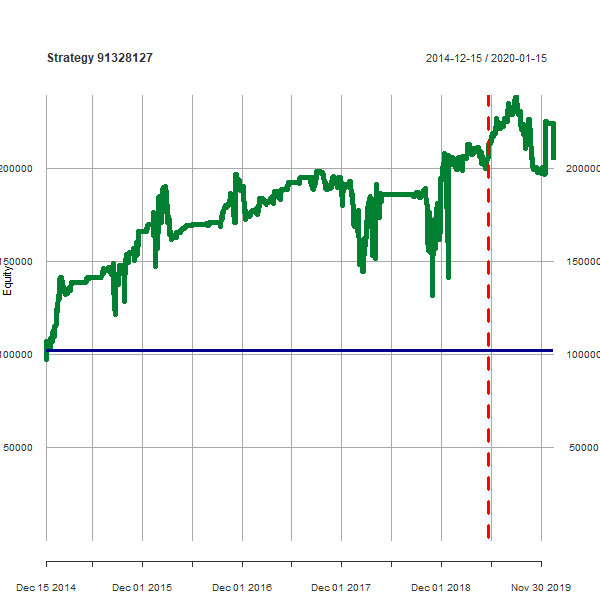 Strategy 91328127
2014-12-15 / 2020-01-15
200000
200000
150000
150000
Equity
100000
100000
50000
50000
Dec 15 2014
Dec 01 2015
Dec 01 2016
Dec 01 2017
Dec 01 2018
Nov 30 2019